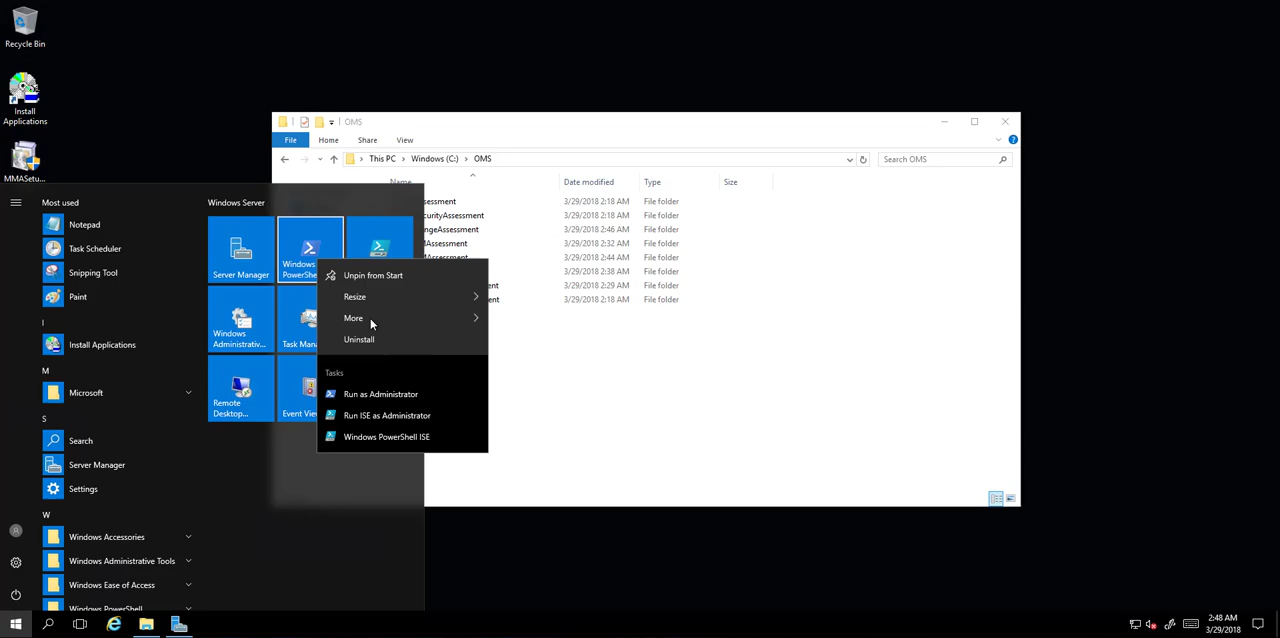 Recycle Bin
Install
Applications
MMASetu...
OMS
File
Home
Share
View
This PC
Windows (C:)
OMS
Search OMS
Name
Date modified
Type
Size
sessment
3/29/2018 2:18 AM
File folder
curityAssessment
3/29/2018 2:18 AM
File folder
ngeAssessment
3/29/2018 2:46 AM
File folder
MAssessment
3/29/2018 2:32 AM
File folder
MAssessment
3/29/2018 2:44 AM
File folder
3/29/2018 2:38 AM
File folder
ent
3/29/2018 2:29 AM
File folder
ent
3/29/2018 2:18 AM
File folder
Most used
Notepad
Task Scheduler
Snipping Tool
Paint
I
Install Applications
M
Microsoft
S
Search
Server Manager
Settings
W
Windows Accessories
Windows Administrative Tools
Windows Ease of Access
Windows PowerShell
Windows Server
Server Manager
Windows
PowerShe
Windows
Administrativ...
Task Mana
Remote
Desktop...
Event View
Unpin from Start
Resize
More
Uninstall
Tasks
Run as Administrator
Run ISE as Administrator
Windows PowerShell ISE
2:48 AM
3/29/2018